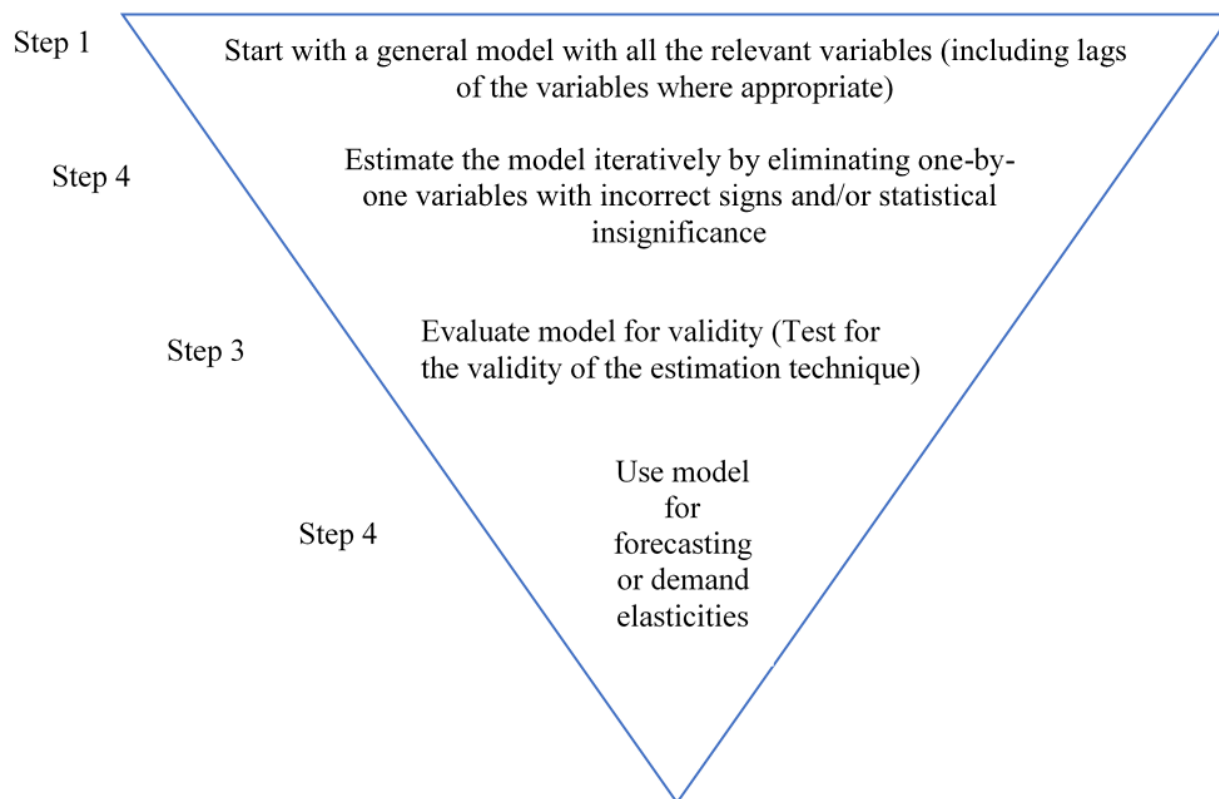 Step 1
Start with a general model with all the relevant variables (including lags
of the variables where appropriate)
Step 4
Estimate the model iteratively by eliminating one-by-
one variables with incorrect signs and/or statistical
insignificance
Step 3
Evaluate model for validity (Test for
the validity of the estimation technique)
Step 4
Use model
for
forecasting
or demand
elasticities